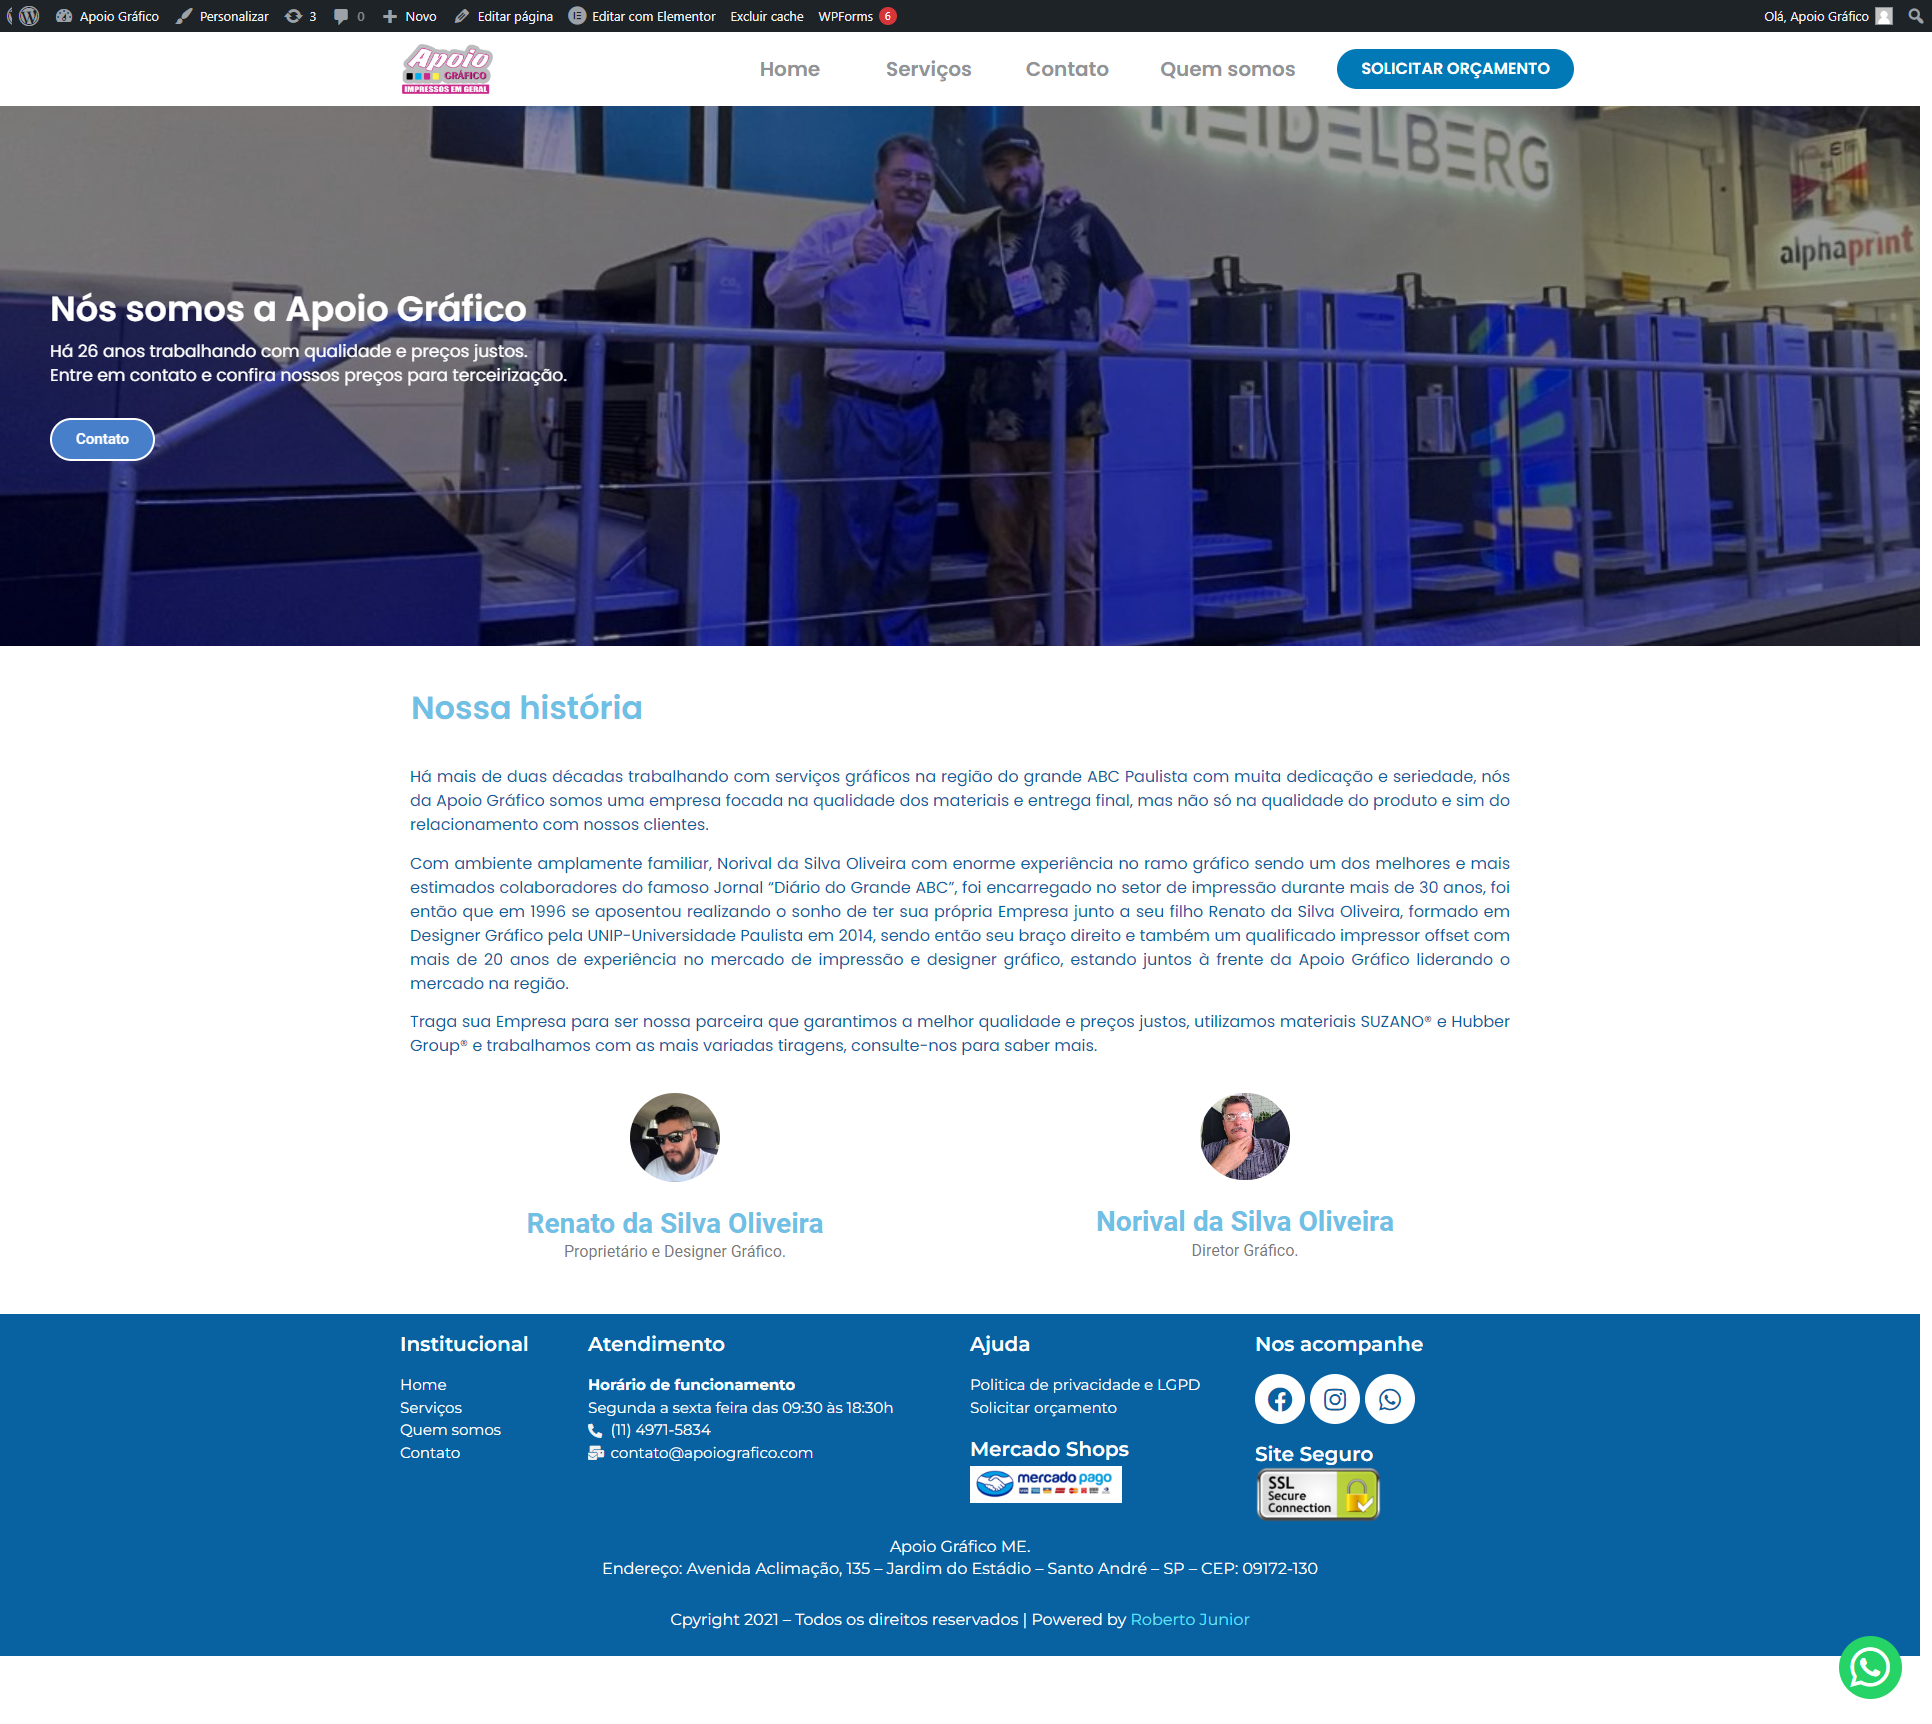 Apoio Gráfico Personalizar 3 0 Novo Editar página Editar com Elementor Excluir cache WPForms 6 Olá, Apoio Gráfico
Apoio
GRÁFICO
IMPRESSOS EM GERAL
Home Serviços Contato Quem somos SOLICITAR ORÇAMENTO
HEIDELBERG
alphaprint
Nós somos a Apoio Gráfico
Há 26 anos trabalhando com qualidade e preços justos.
Entre em contato e confira nossos preços para terceirização.
Contato
Nossa história
Há mais de duas décadas trabalhando com serviços gráficos na região do grande ABC Paulista com muita dedicação e seriedade, nós
da Apoio Gráfico somos uma empresa focada na qualidade dos materiais e entrega final, mas não só na qualidade do produto e sim do
relacionamento com nossos clientes.
Com ambiente amplamente familiar, Norival da Silva Oliveira com enorme experiência no ramo gráfico sendo um dos melhores e mais
estimados colaboradores do famoso Jornal “Diário do Grande ABC”, foi encarregado no setor de impressão durante mais de 30 anos, foi
então que em 1996 se aposentou realizando o sonho de ter sua própria Empresa junto a seu filho Renato da Silva Oliveira, formado em
Designer Gráfico pela UNIP-Universidade Paulista em 2014, sendo então seu braço direito e também um qualificado impressor offset com
mais de 20 anos de experiência no mercado de impressão e designer gráfico, estando juntos à frente da Apoio Gráfico liderando o
mercado na região.
Traga sua Empresa para ser nossa parceira que garantimos a melhor qualidade e preços justos, utilizamos materiais SUZANO® e Hubber
Group® e trabalhamos com as mais variadas tiragens, consulte-nos para saber mais.
Renato da Silva Oliveira
Proprietário e Designer Gráfico.
Norival da Silva Oliveira
Diretor Gráfico.
Institucional
Home
Serviços
Quem somos
Contato
Atendimento
Horário de funcionamento
Segunda a sexta feira das 09:30 às 18:30h
(11) 4971-5834
contato@apoiografico.com
Ajuda
Politica de privacidade e LGPD
Solicitar orçamento
Mercado Shops
mercado pago
Nos acompanhe
Site Seguro
SSL
Secure
Connection
Apoio Gráfico ME.
Endereço: Avenida Aclimação, 135 – Jardim do Estádio – Santo André – SP – CEP: 09172-130
Cpyright 2021 – Todos os direitos reservados | Powered by Roberto Junior